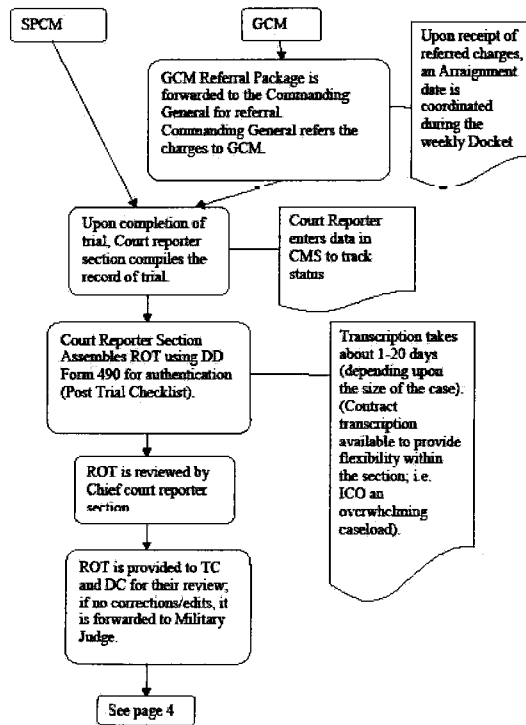 SPCM
GCM
GCM Referral Package is
forwarded to the Commanding
General for referral.
Commanding General refers the
charges to GCM.
Upon receipt of
referred charges,
an Arraignment
date is
coordinated
during the
weekly Docket
Upon completion of
trial, Court reporter
section compiles the
record of trial.
Court Reporter
enters data in
CMS to track
status
Court Reporter Section
Assembles ROT using DD
Form 490 for authentication
(Post Trial Checklist).
Transcription takes
about 1-20 days
(depending upon
the size of the case).
(Contract
transcription
available to provide
flexibility within
the section; i.e.
ICO an
overwhelming
caseload).
ROT is reviewed by
Chief court reporter
section
ROT is provided to TC
and DC for their review;
if no corrections/edits, it
is forwarded to Military
Judge.
See page 4